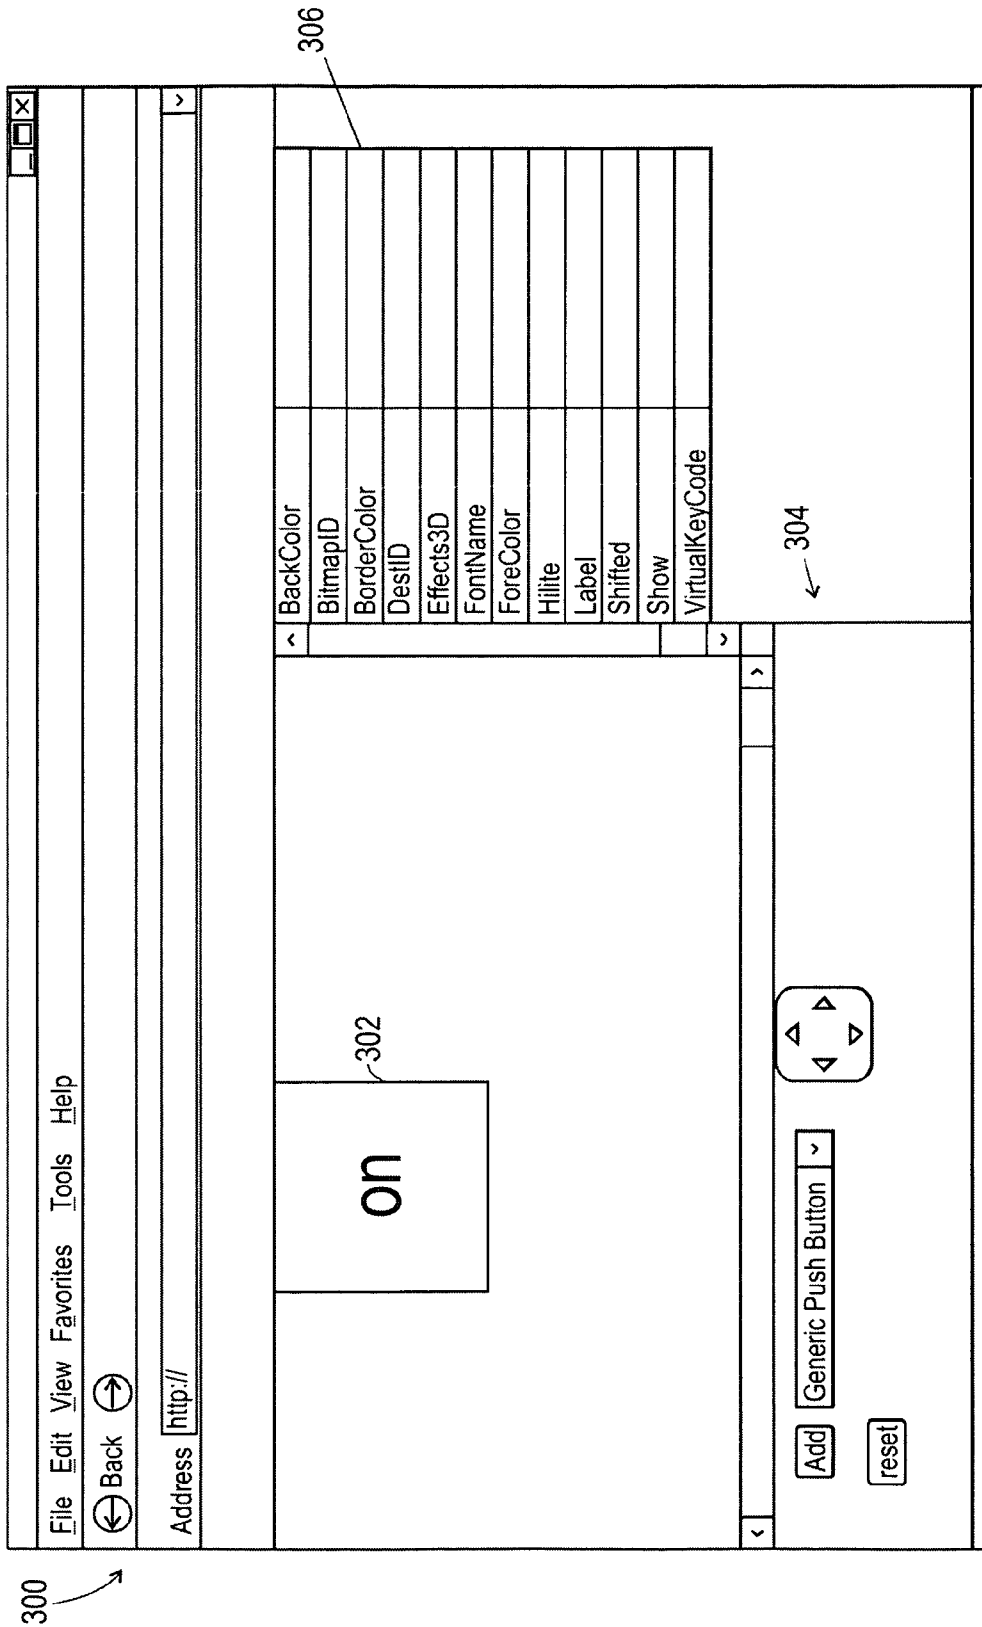 300
File Edit View Favorites Tools Help
Back
Address http://
on
302
BackColor
BitmapID
BorderColor
DestID
Effects3D
FontName
ForeColor
Hilite
Label
Shifted
Show
VirtualKeyCode
306
304
Add Generic Push Button
reset